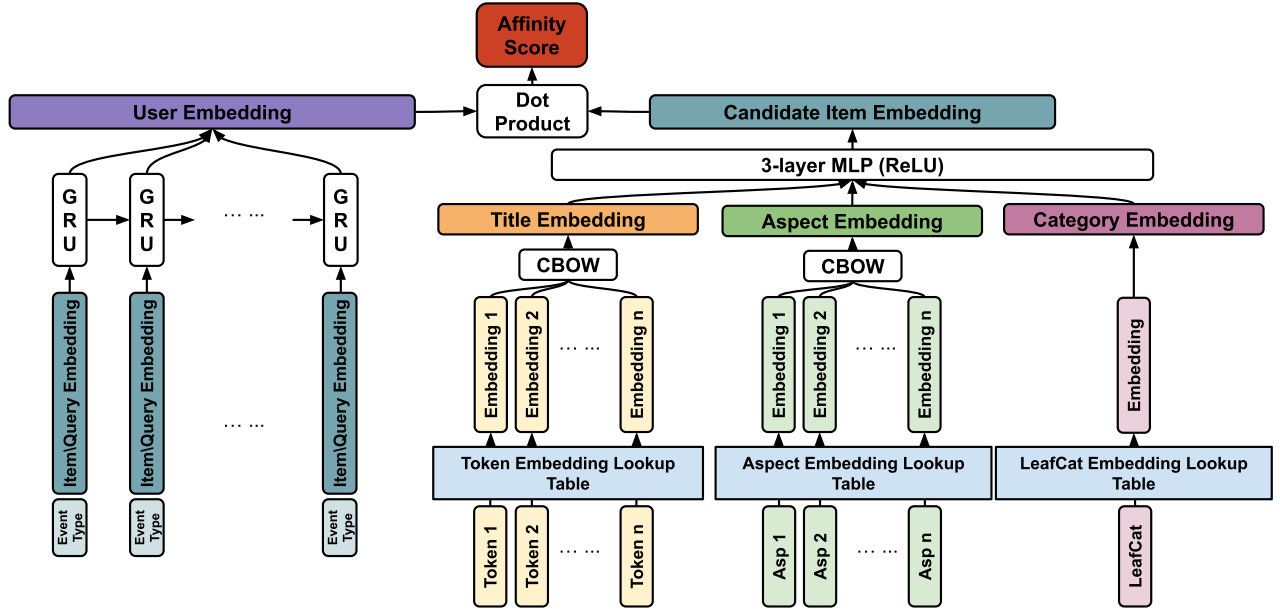 Affinity
Score
User Embedding
Dot
Product
Candidate Item Embedding
3-layer MLP (ReLU)
G
R
U
G
R
U
... ...
G
R
U
Title Embedding
Aspect Embedding
Category Embedding
CBOW
CBOW
Item\Query Embedding
Item\Query Embedding
... ...
Item\Query Embedding
Embedding 1
Embedding 2
... ...
Embedding n
Embedding 1
Embedding 2
... ...
Embedding n
Embedding
Token Embedding Lookup
Table
Aspect Embedding Lookup
Table
LeafCat Embedding Lookup
Table
Event
Type
Event
Type
Event
Type
Token 1
Token 2
... ...
Token n
Asp 1
Asp 2
... ...
Asp n
LeafCat